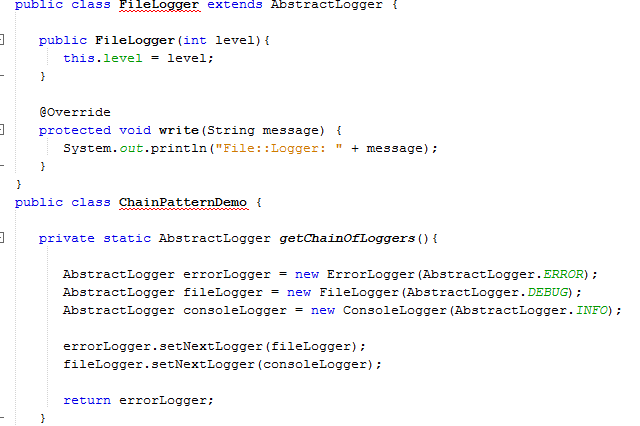 public class FileLogger extends AbstractLogger {
public FileLogger(int level){
this.level = level;
}
@Override
protected void write(String message) {
System.out.println("File::Logger: " + message);
}
}
public class ChainPatternDemo {
private static AbstractLogger getChainOfLoggers(){
AbstractLogger errorLogger = new ErrorLogger(AbstractLogger.ERROR);
AbstractLogger fileLogger = new FileLogger(AbstractLogger.DEBUG);
AbstractLogger consoleLogger = new ConsoleLogger(AbstractLogger.INFO);
errorLogger.setNextLogger(fileLogger);
fileLogger.setNextLogger(consoleLogger);
return errorLogger;
}